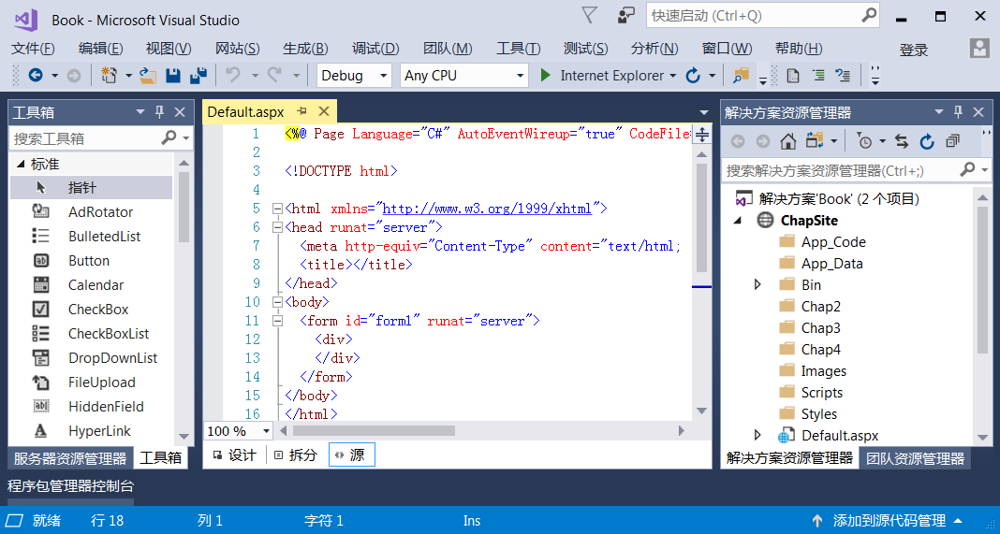 Book - Microsoft Visual Studio
快速启动 (Ctrl+Q)
文件(F) 编辑(E) 视图(V) 网站(S) 生成(B) 调试(D) 团队(M) 工具(T) 测试(S) 分析(N) 窗口(W) 帮助(H) 登录
Debug Any CPU Internet Explorer
工具箱
搜索工具箱
标准
指针
AdRotator
BulletedList
Button
Calendar
CheckBox
CheckBoxList
DropDownList
FileUpload
HiddenField
HyperLink
服务器资源管理器 工具箱
Default.aspx
1 <%@ Page Language="C#" AutoEventWireup="true" CodeFile
2
3 <!DOCTYPE html>
4
5 <html xmlns="http://www.w3.org/1999/xhtml">
6 <head runat="server">
7 <meta http-equiv="Content-Type" content="text/html;
8 <title></title>
9 </head>
10 <body>
11 <form id="form1" runat="server">
12 <div>
13 </div>
14 </form>
15 </body>
16 </html>
100 %
设计 拆分 源
解决方案资源管理器
搜索解决方案资源管理器(Ctrl+;)
解决方案'Book' (2 个项目)
ChapSite
App_Code
App_Data
Bin
Chap2
Chap3
Chap4
Images
Scripts
Styles
Default.aspx
解决方案资源管理器 团队资源管理器
程序包管理器控制台
就绪 行 18 列 1 字符 1 Ins 添加到源代码管理